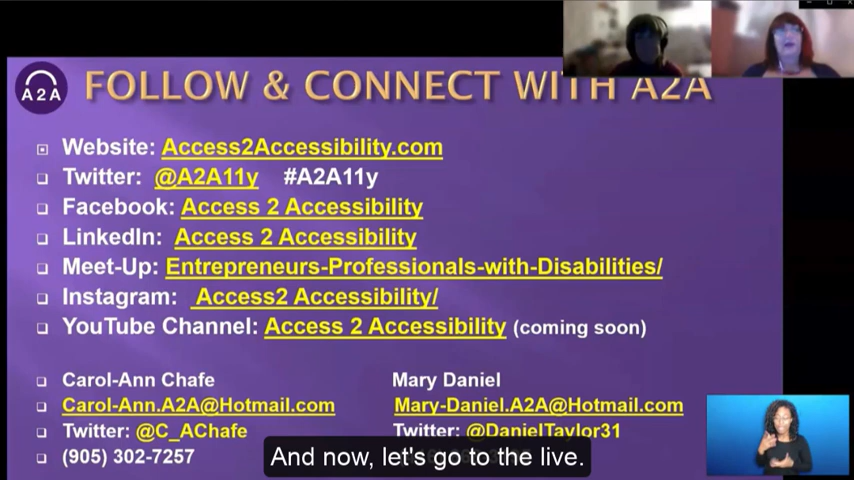 A2A
FOLLOW & CONNECT WITH A2A
Website: Access2Accessibility.com
Twitter: @A2A11y #A2A11y
Facebook: Access 2 Accessibility
LinkedIn: Access 2 Accessibility
Meet-Up: Entrepreneurs-Professionals-with-Disabilities/
Instagram: Access2 Accessibility/
YouTube Channel: Access 2 Accessibility (coming soon)
Carol-Ann Chafe
Carol-Ann.A2A@Hotmail.com
Twitter: @C_AChafe
(905) 302-7257
Mary Daniel
Mary-Daniel.A2A@Hotmail.com
Twitter: @DanielTaylor31
And now, let's go to the live.